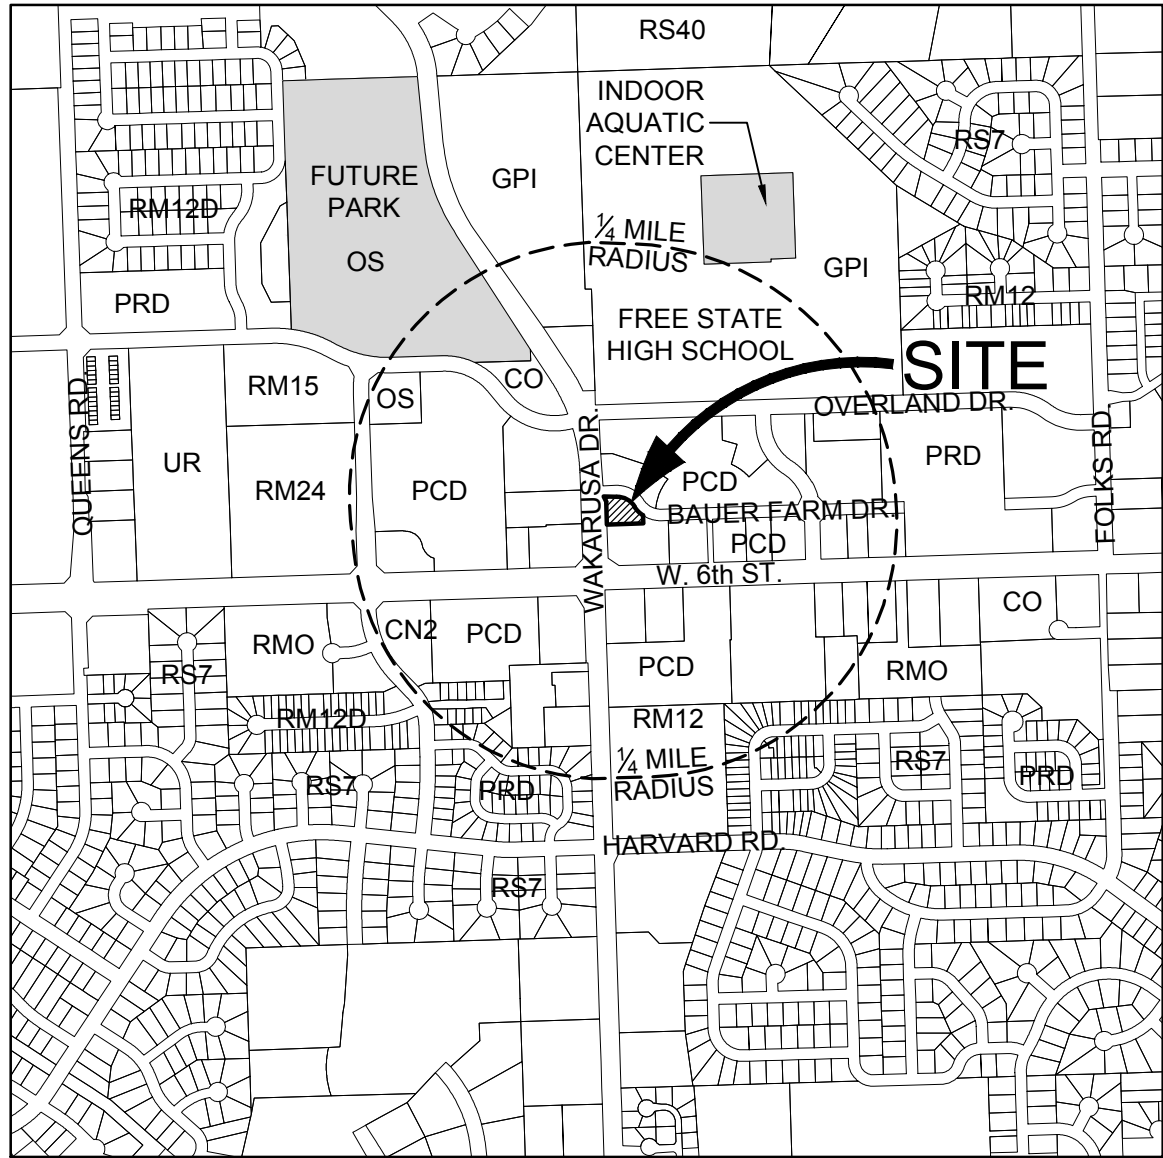 RS40
INDOOR
AQUATIC
CENTER
RS7
FUTURE
PARK
OS
GPI
RM12D
¼ MILE
RADIUS
GPI
PRD
RM12
FREE STATE
HIGH SCHOOL
SITE
RM15
OS
CO
OVERLAND DR.
QUEENS RD.
UR
RM24
PCD
WAKARUSA DR.
PCD
PRD
FOLKS RD.
BAUER FARM DR.
PCD
W. 6th ST.
CO
RMO
CN2
PCD
PCD
RMO
RS7
RM12D
RM12
¼ MILE
RADIUS
RS7
PRD
RS7
PRD
HARVARD RD.
RS7